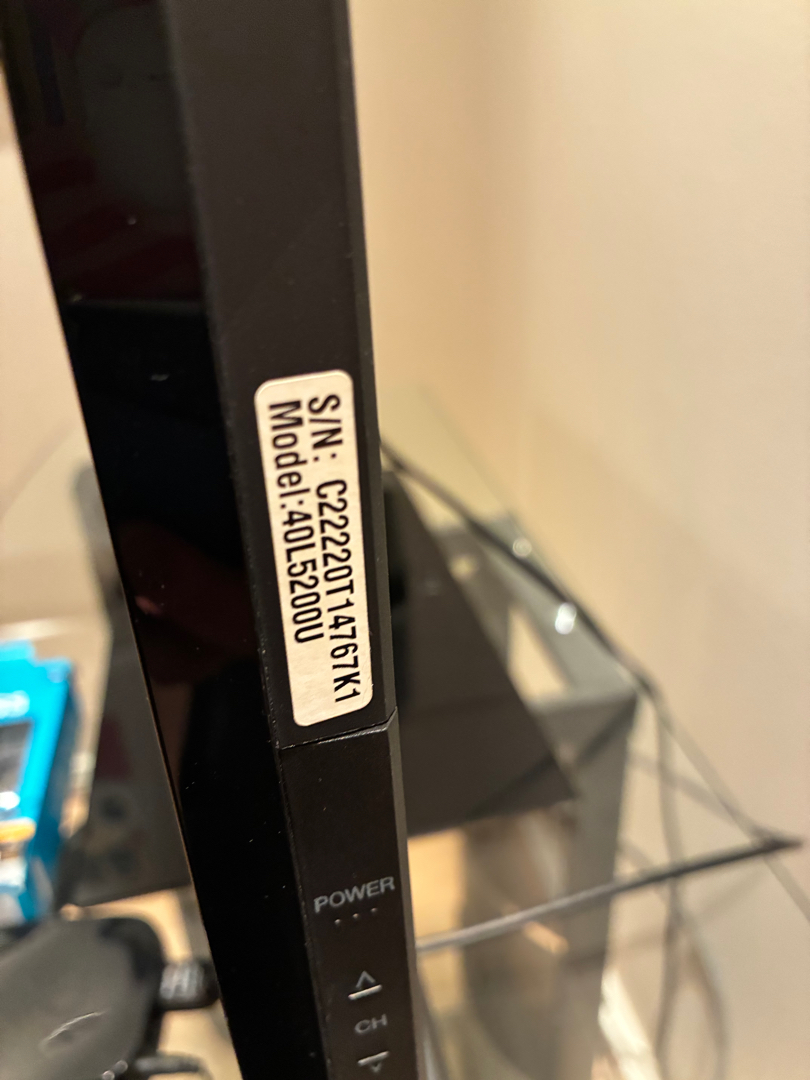 S/N: C22220T14767K1
Model:40L5200U
POWER
CH